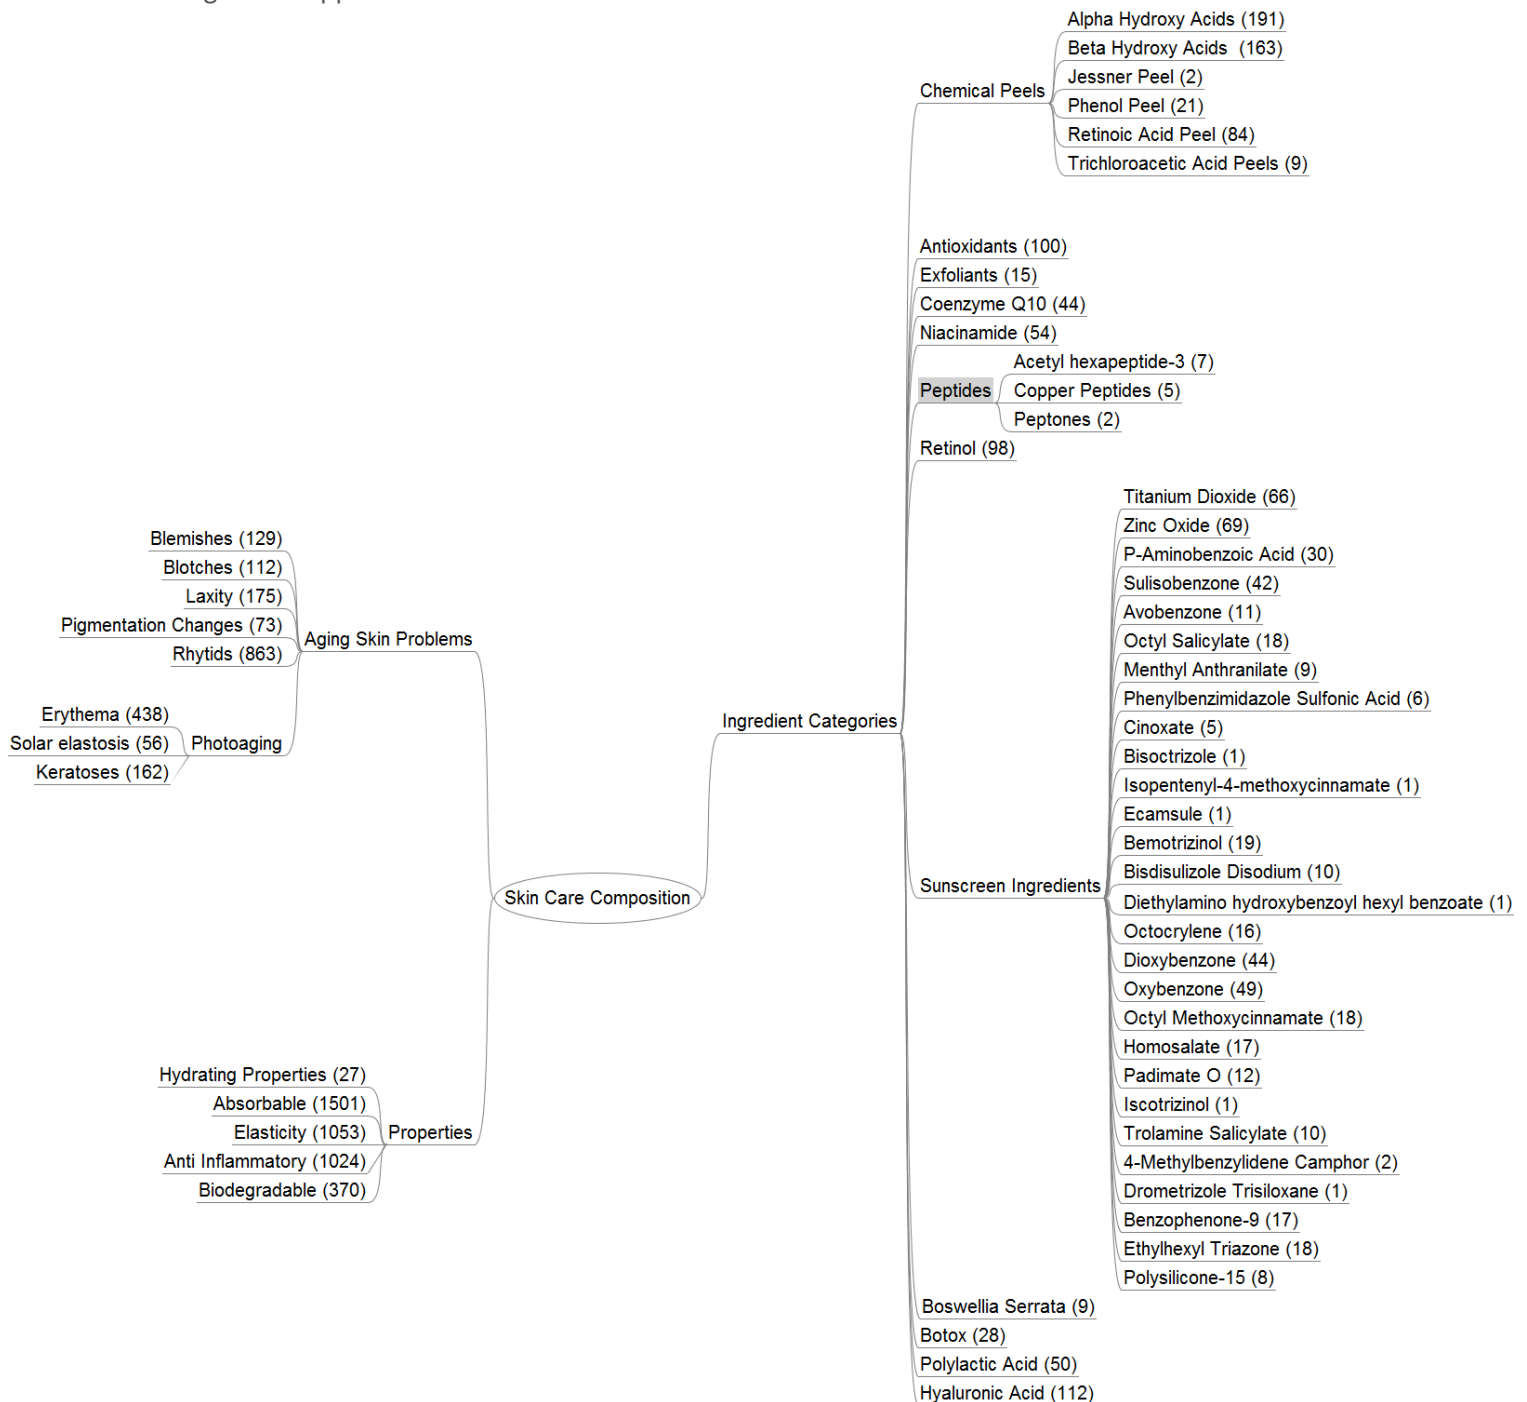 Alpha Hydroxy Acids (191)
Beta Hydroxy Acids  (163)
Jessner Peel (2)
Chemical Peels
Phenol Peel (21)
Retinoic Acid Peel (84)
Trichloroacetic Acid Peels (9)
Antioxidants (100)
Exfoliants (15)
Coenzyme Q10 (44)
Niacinamide (54)
Acetyl hexapeptide-3 (7)
Peptides
Copper Peptides (5)
Peptones (2)
Retinol (98)
Titanium Dioxide (66)
Zinc Oxide (69)
P-Aminobenzoic Acid (30)
Sulisobenzone (42)
Avobenzone (11)
Octyl Salicylate (18)
Menthyl Anthranilate (9)
Phenylbenzimidazole Sulfonic Acid (6)
Cinoxate (5)
Bisoctrizole (1)
Isopentenyl-4-methoxycinnamate (1)
Ecamsule (1)
Bemotrizinol (19)
Bisdisulizole Disodium (10)
Sunscreen Ingredients
Diethylamino hydroxybenzoyl hexyl benzoate (1)
Octocrylene (16)
Dioxybenzone (44)
Oxybenzone (49)
Octyl Methoxycinnamate (18)
Homosalate (17)
Padimate O (12)
Iscotrizinol (1)
Trolamine Salicylate (10)
4-Methylbenzylidene Camphor (2)
Drometrizole Trisiloxane (1)
Benzophenone-9 (17)
Ethylhexyl Triazone (18)
Polysilicone-15 (8)
Boswellia Serrata (9)
Botox (28)
Polylactic Acid (50)
Hyaluronic Acid (112)
Ingredient Categories
Skin Care Composition
Blemishes (129)
Blotches (112)
Laxity (175)
Pigmentation Changes (73)
Aging Skin Problems
Rhytids (863)
Erythema (438)
Solar elastosis (56)
Photoaging
Keratoses (162)
Hydrating Properties (27)
Absorbable (1501)
Elasticity (1053)
Properties
Anti Inflammatory (1024)
Biodegradable (370)